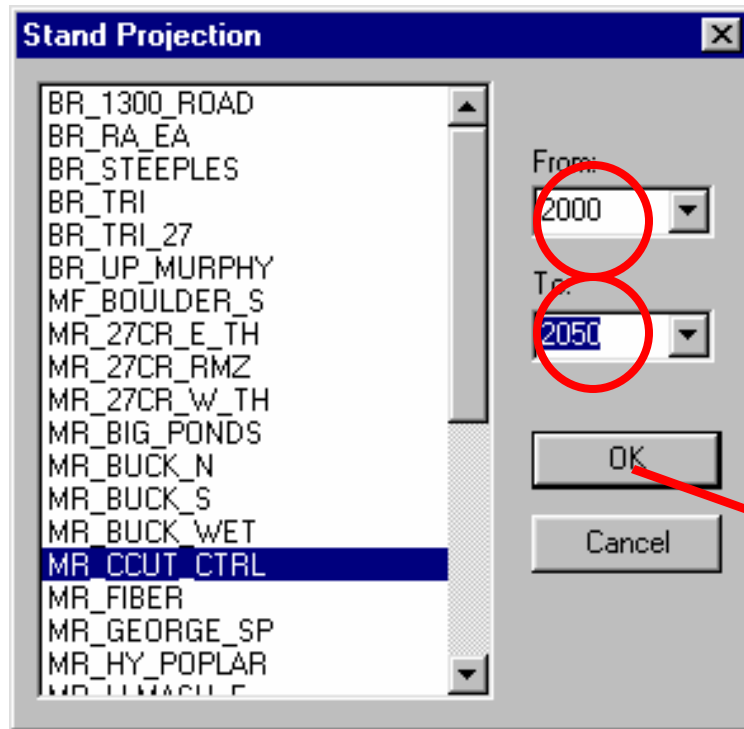 Stand Projection
BR_1300_ROAD
BR_RA_EA
BR_STEEPLES
BR_TRI
BR_TRI_27
BR_UP_MURPHY
MF_BOULDER_S
MR_27CR_E_TH
MR_27CR_RMZ
MR_27CR_W_TH
MR_BIG_PONDS
MR_BUCK_N
MR_BUCK_S
MR_BUCK_WET
MR_CCUT_CTRL
MR_FIBER
MR_GEORGE_SP
MR_HY_POPLAR
From:
2000
To:
2050
OK
Cancel